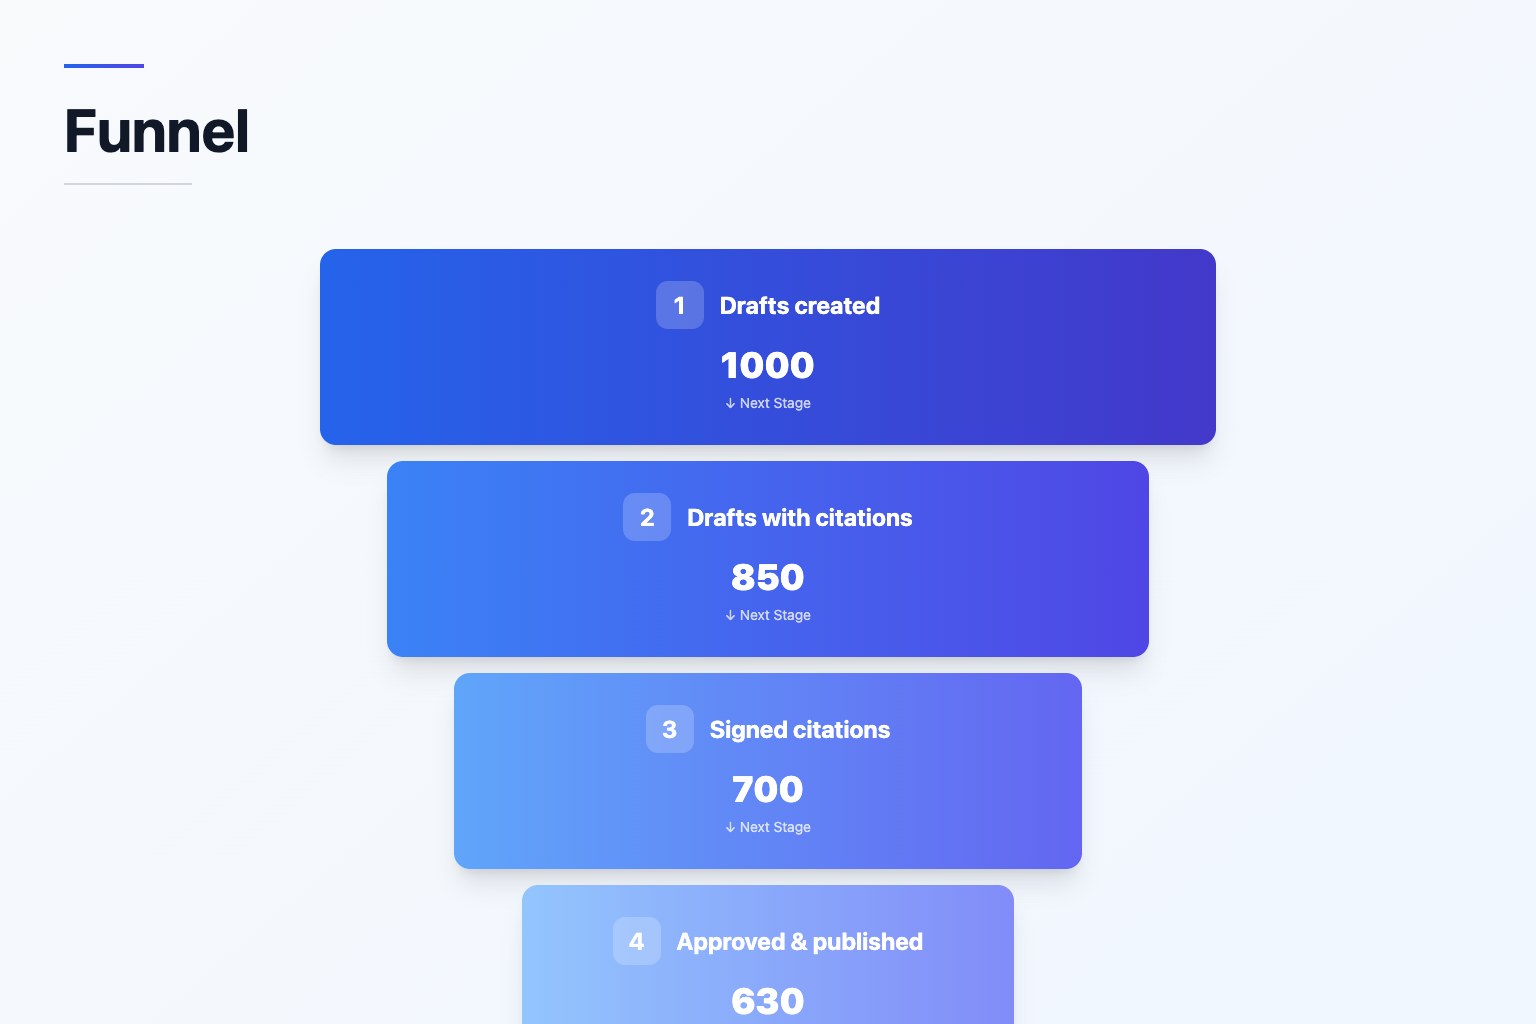 Funnel
1 Drafts created
1000
↓ Next Stage
2 Drafts with citations
850
↓ Next Stage
3 Signed citations
700
↓ Next Stage
4 Approved & published
630